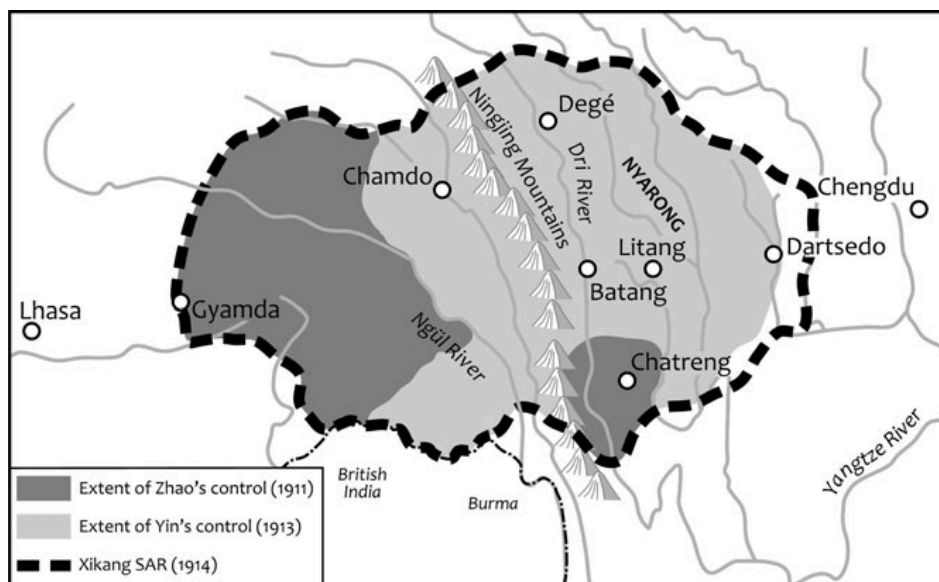 Degé
Ningjing Mountains
Dri River
NYARONG
Chamdo
Chengdu
Litang
Dartsedo
Batang
Lhasa
Gyamda
Ngül River
Chatreng
Yangtze River
British
India
Burma
Extent of Zhao's control (1911)
Extent of Yin's control (1913)
Xikang SAR (1914)